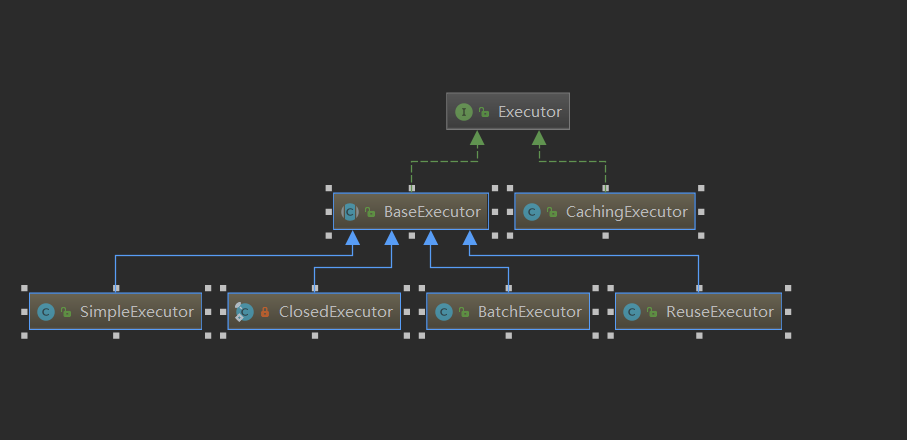 Executor
BaseExecutor
CachingExecutor
SimpleExecutor
ClosedExecutor
BatchExecutor
ReuseExecutor